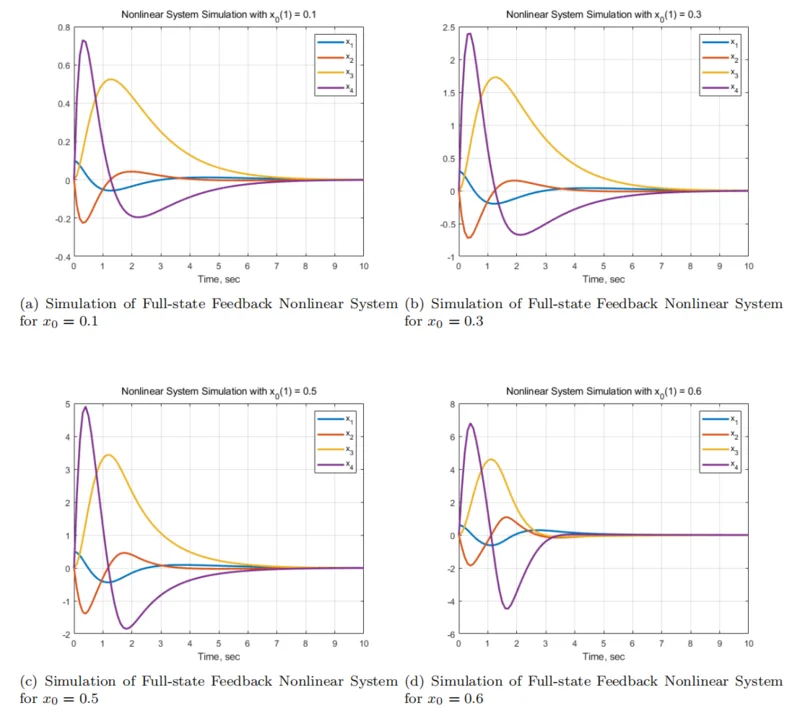 Nonlinear System Simulation with x0(1) = 0.1
0.8
0.6
0.4
0.2
0
-0.2
-0.4
x1
x2
x3
x4
0 1 2 3 4 5 6 7 8 9 10
Time, sec
(a) Simulation of Full-state Feedback Nonlinear System
for x0 = 0.1
Nonlinear System Simulation with x0(1) = 0.3
2.5
2
1.5
1
0.5
0
-0.5
-1
x1
x2
x3
x4
0 1 2 3 4 5 6 7 8 9 10
Time, sec
(b) Simulation of Full-state Feedback Nonlinear System
for x0 = 0.3
Nonlinear System Simulation with x0(1) = 0.5
5
4
3
2
1
0
-1
-2
x1
x2
x3
x4
0 1 2 3 4 5 6 7 8 9 10
Time, sec
(c) Simulation of Full-state Feedback Nonlinear System
for x0 = 0.5
Nonlinear System Simulation with x0(1) = 0.6
8
6
4
2
0
-2
-4
-6
x1
x2
x3
x4
0 1 2 3 4 5 6 7 8 9 10
Time, sec
(d) Simulation of Full-state Feedback Nonlinear System
for x0 = 0.6